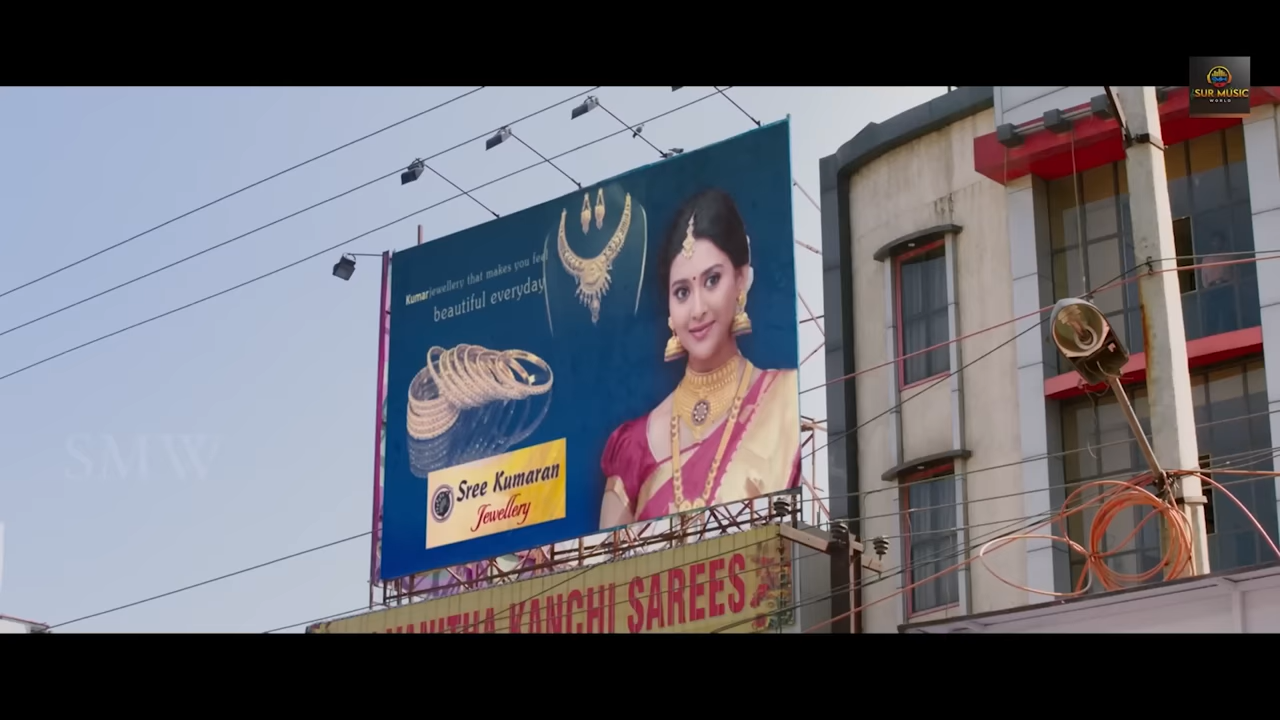 SUR MUSIC
WORLD
Kumar jewellery that makes you feel
beautiful everyday
SMW
Sree Kumaran
Jewellery
KANCHI SAREES